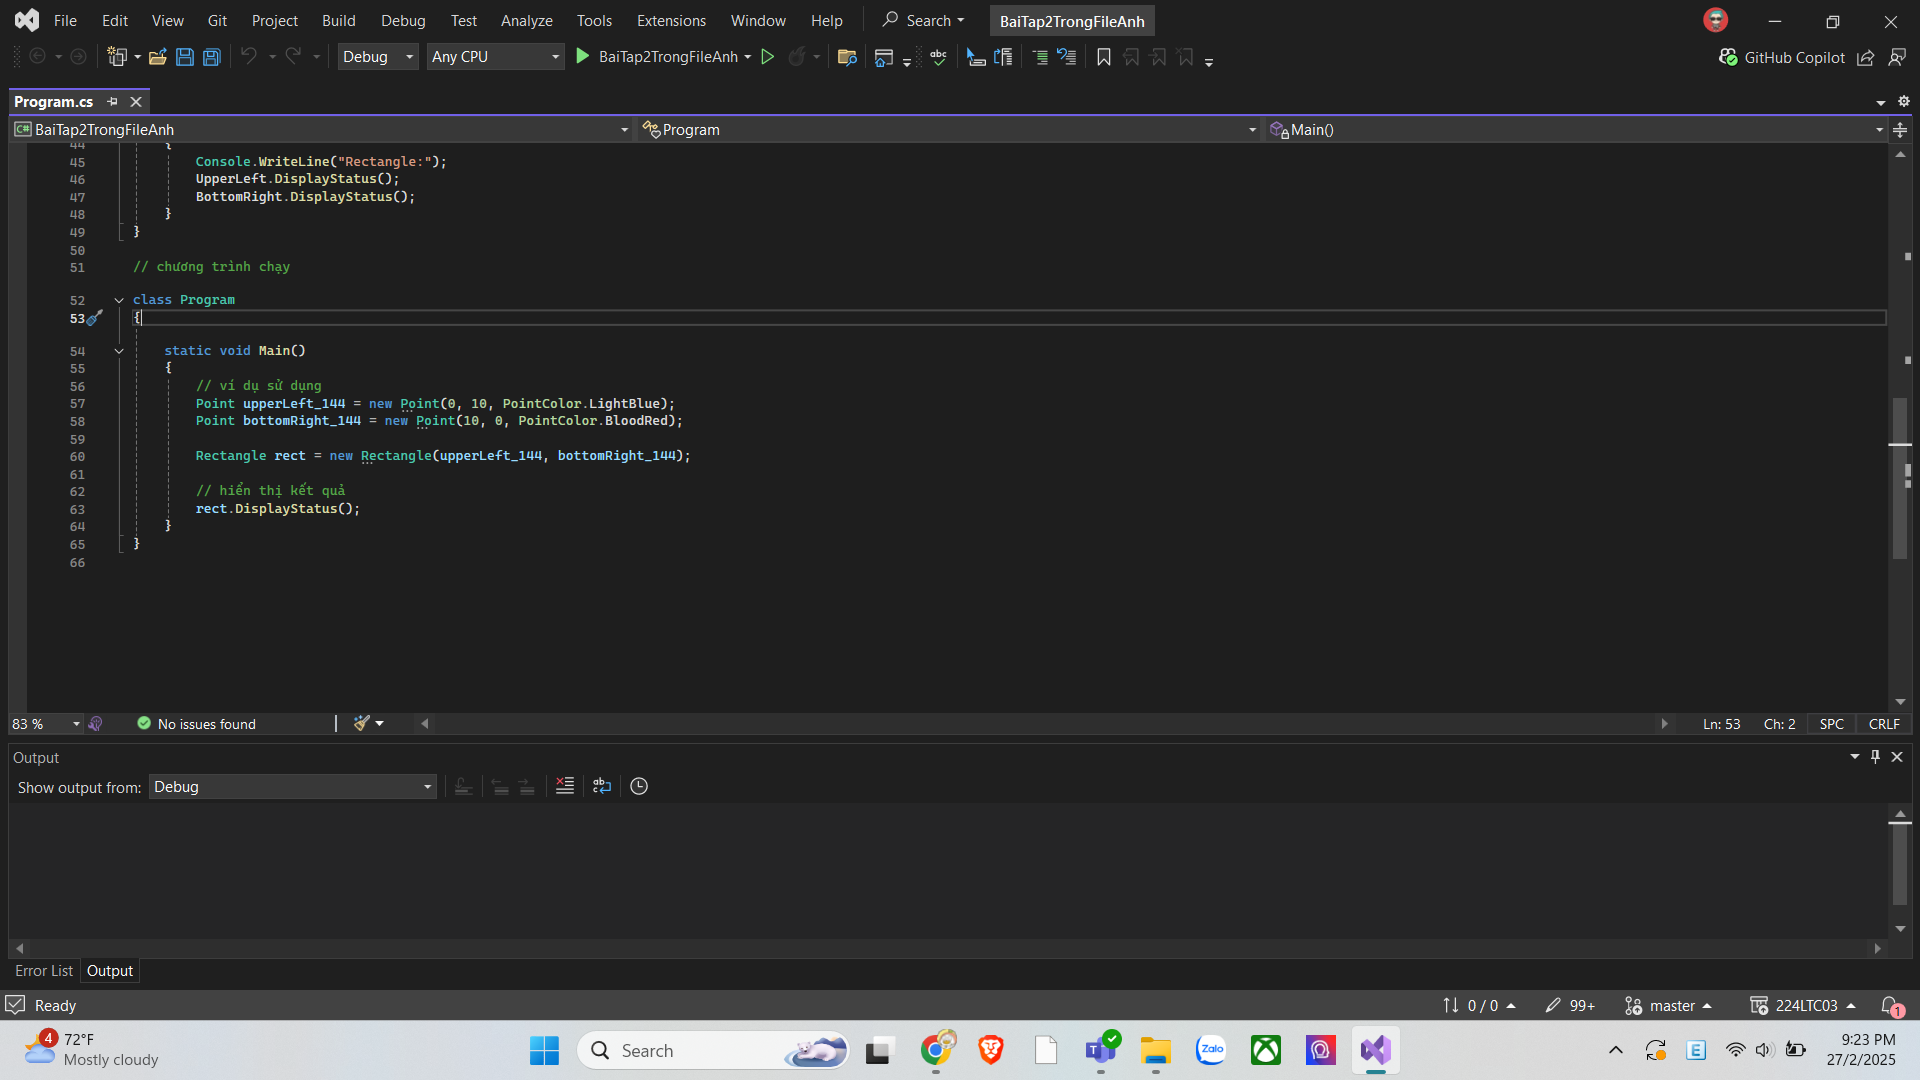 File Edit View Git Project Build Debug Test Analyze Tools Extensions Window Help Search BaiTap2TrongFileAnh
Debug Any CPU BaiTap2TrongFileAnh GitHub Copilot
Program.cs
BaiTap2TrongFileAnh Program Main()
44 {
45 Console.WriteLine("Rectangle:");
46 UpperLeft.DisplayStatus();
47 BottomRight.DisplayStatus();
48 }
49 }
50
51 // chương trình chạy
52 class Program
53 {
54 static void Main()
55 {
56 // ví dụ sử dụng
57 Point upperLeft_144 = new Point(0, 10, PointColor.LightBlue);
58 Point bottomRight_144 = new Point(10, 0, PointColor.BloodRed);
59
60 Rectangle rect = new Rectangle(upperLeft_144, bottomRight_144);
61
62 // hiển thị kết quả
63 rect.DisplayStatus();
64 }
65 }
66
83 % No issues found Ln: 53 Ch: 2 SPC CRLF
Output
Show output from: Debug
Error List Output
Ready 0 / 0 99+ master 224LTC03 1
4 72°F
Mostly cloudy
Search
Zalo
E
9:23 PM
27/2/2025